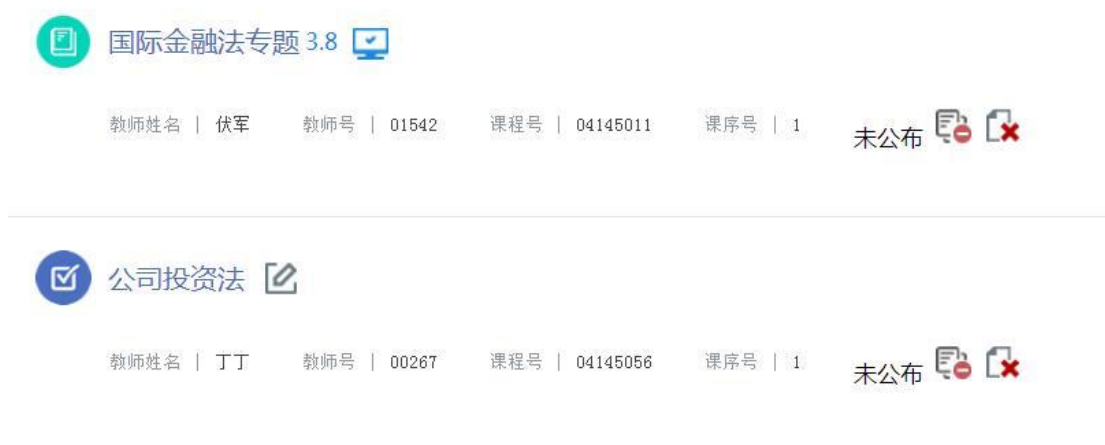 国际金融法专题 3.8
教师姓名 | 伏军 教师号 | 01542 课程号 | 04145011 课序号 | 1 未公布
公司投资法
教师姓名 | 丁丁 教师号 | 00267 课程号 | 04145056 课序号 | 1 未公布